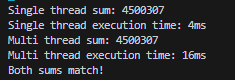 Single thread sum: 4500307
Single thread execution time: 4ms
Multi thread sum: 4500307
Multi thread execution time: 16ms
Both sums match!